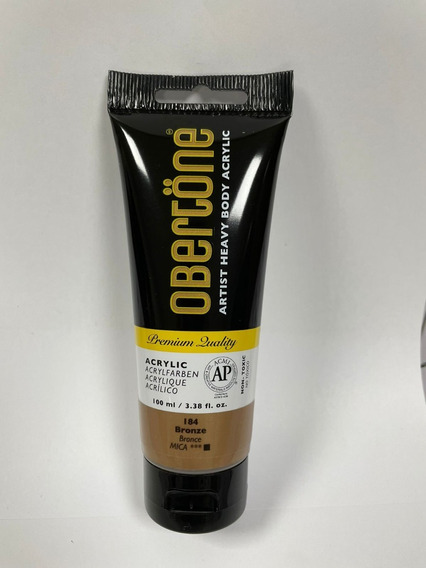 OBERTÖNE
ARTIST HEAVY BODY ACRYLIC
Premium Quality
ACRYLIC
ACRYLFARBEN
ACRYLIQUE
ACRÍLICO
100 ml / 3.38 fl. oz.
ACMI
AP
NON-TOXIC
184
Bronze
Bronce
MICA ***■